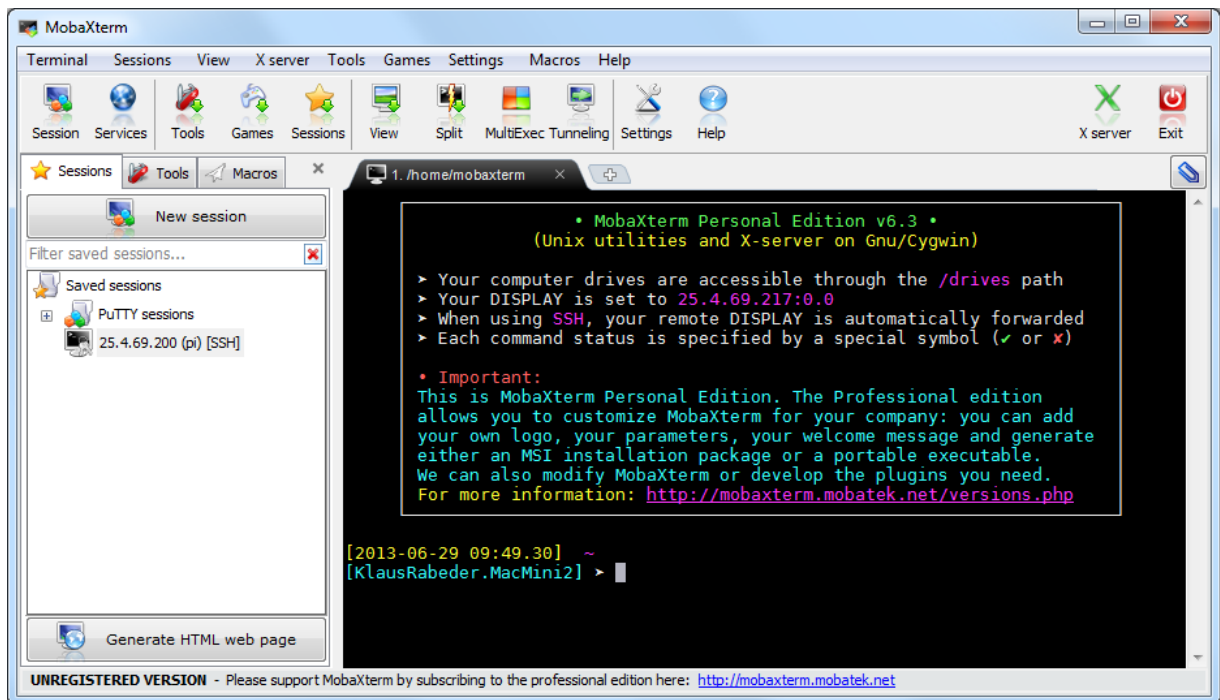 MobaXterm
Terminal Sessions View X server Tools Games Settings Macros Help
Session Services Tools Games Sessions View Split MultiExec Tunneling Settings Help X server Exit
Sessions Tools Macros
1. /home/mobaxterm
New session
Filter saved sessions...
Saved sessions
PuTTY sessions
25.4.69.200 (pi) [SSH]
Generate HTML web page
• MobaXterm Personal Edition v6.3 •
(Unix utilities and X-server on Gnu/Cygwin)
➤ Your computer drives are accessible through the /drives path
➤ Your DISPLAY is set to 25.4.69.217:0.0
➤ When using SSH, your remote DISPLAY is automatically forwarded
➤ Each command status is specified by a special symbol (✔ or ✘)
• Important:
This is MobaXterm Personal Edition. The Professional edition
allows you to customize MobaXterm for your company: you can add
your own logo, your parameters, your welcome message and generate
either an MSI installation package or a portable executable.
We can also modify MobaXterm or develop the plugins you need.
For more information: http://mobaxterm.mobatek.net/versions.php
[2013-06-29 09:49.30] ~
[KlausRabeder.MacMini2] ➤
UNREGISTERED VERSION - Please support MobaXterm by subscribing to the professional edition here: http://mobaxterm.mobatek.net